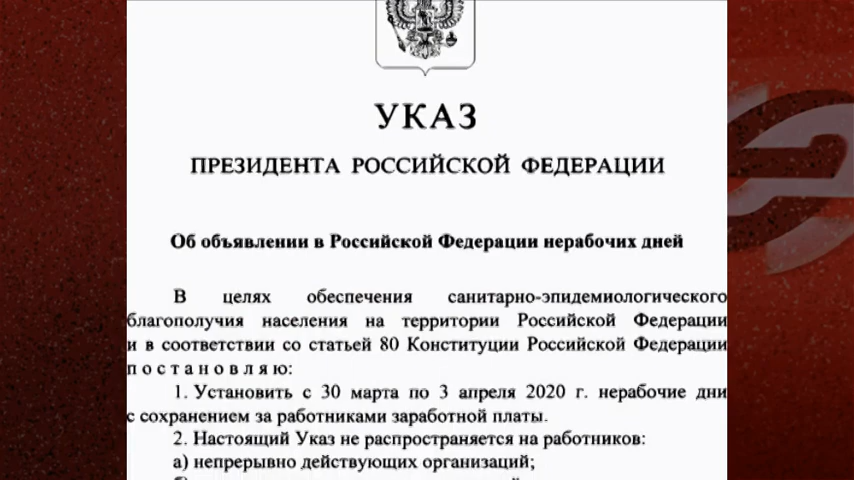 УКАЗ
ПРЕЗИДЕНТА РОССИЙСКОЙ ФЕДЕРАЦИИ
Об объявлении в Российской Федерации нерабочих дней
В целях обеспечения санитарно-эпидемиологического
благополучия населения на территории Российской Федерации
и в соответствии со статьей 80 Конституции Российской Федерации
постановляю:
1. Установить с 30 марта по 3 апреля 2020 г. нерабочие дни
с сохранением за работниками заработной платы.
2. Настоящий Указ не распространяется на работников:
а) непрерывно действующих организаций;